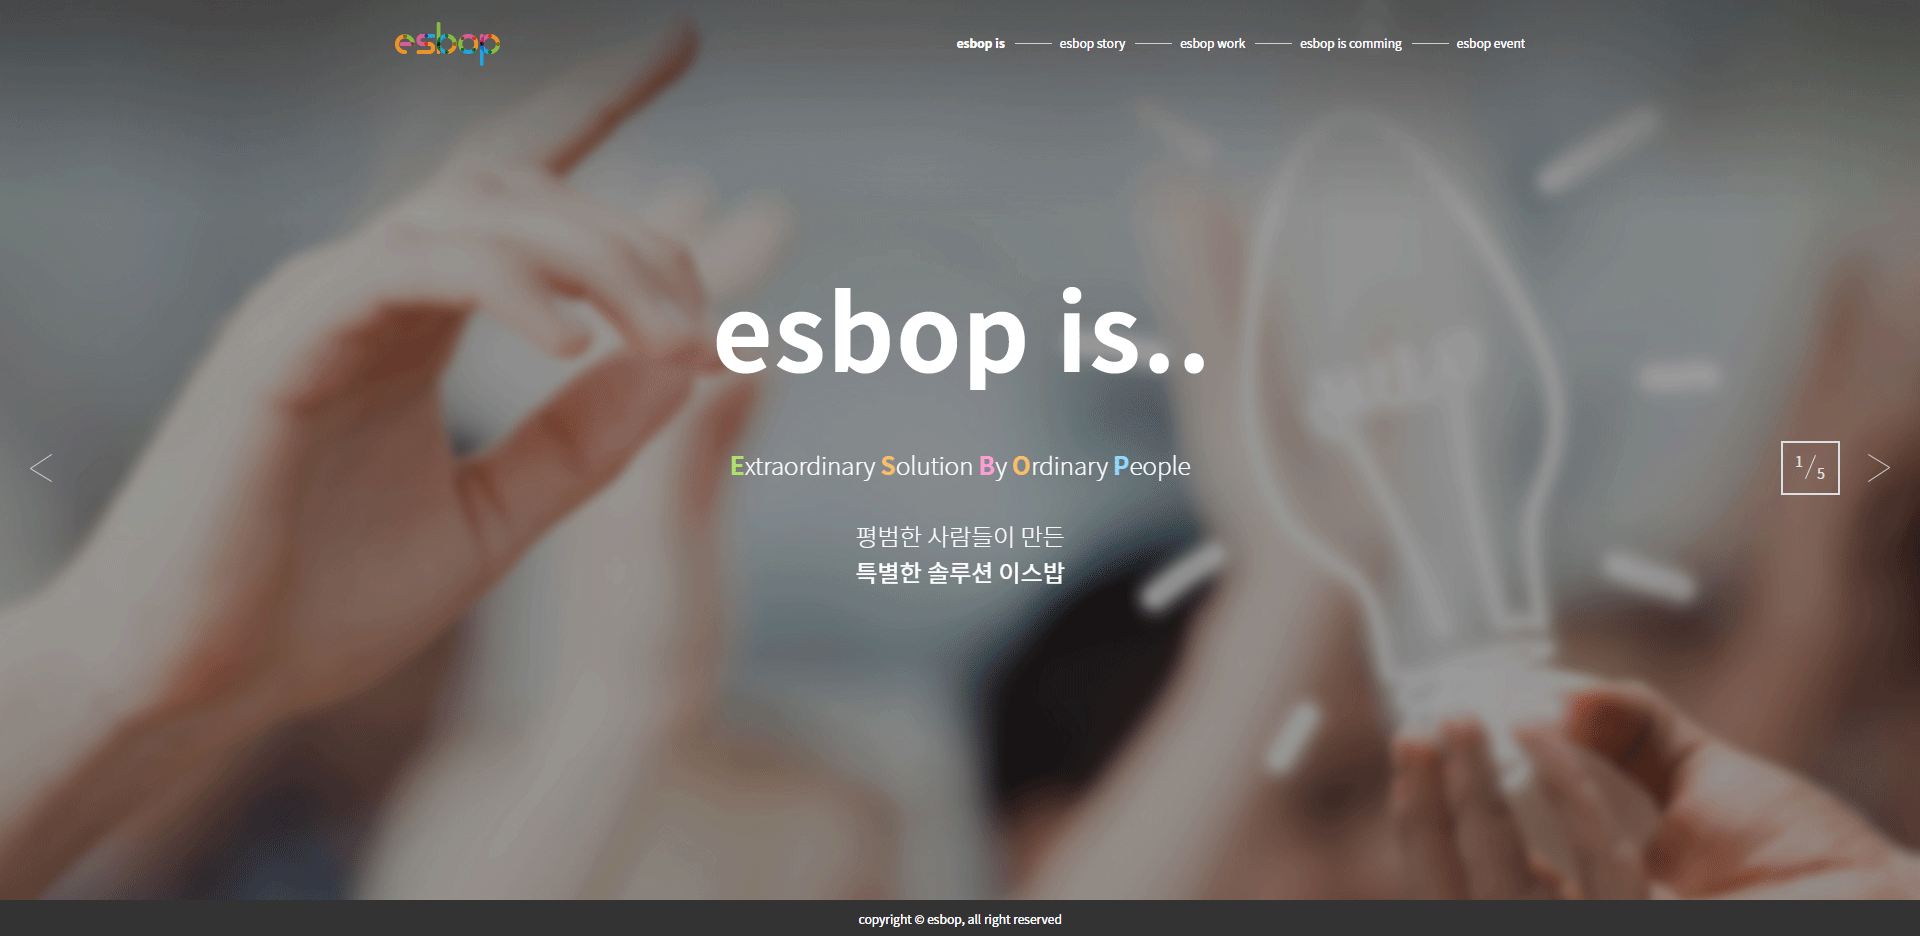 esbop
esbop is
esbop story
esbop work
esbop is comming
esbop event
esbop is..
Extraordinary Solution By Ordinary People
1/5
평범한 사람들이 만든
특별한 솔루션 이스밥
copyright © esbop, all right reserved